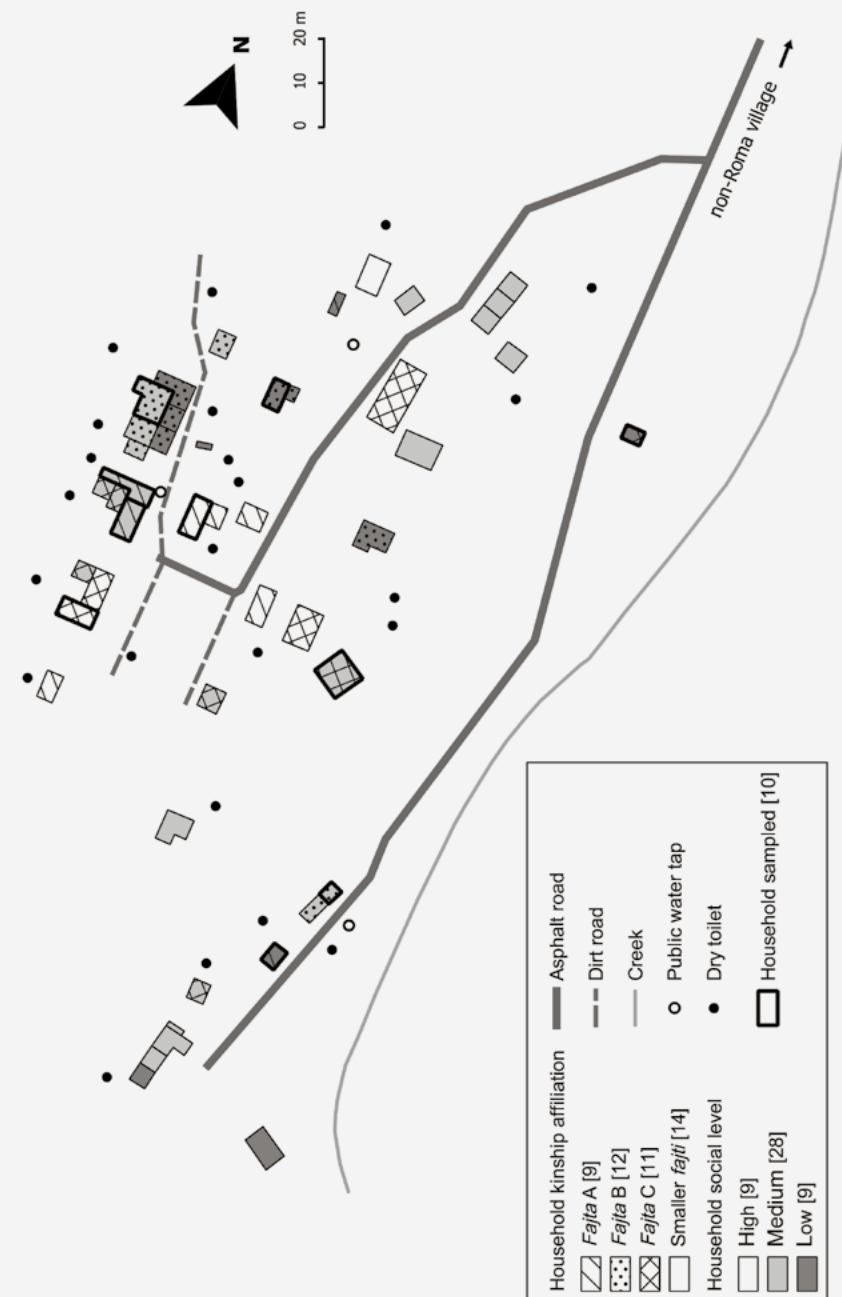 N
0 10 20 m
non-Roma village
Household kinship affiliation
Fajta A [9]
Fajta B [12]
Fajta C [11]
Smaller fajti [14]
Household social level
High [9]
Medium [28]
Low [9]
Asphalt road
Dirt road
Creek
Public water tap
Dry toilet
Household sampled [10]